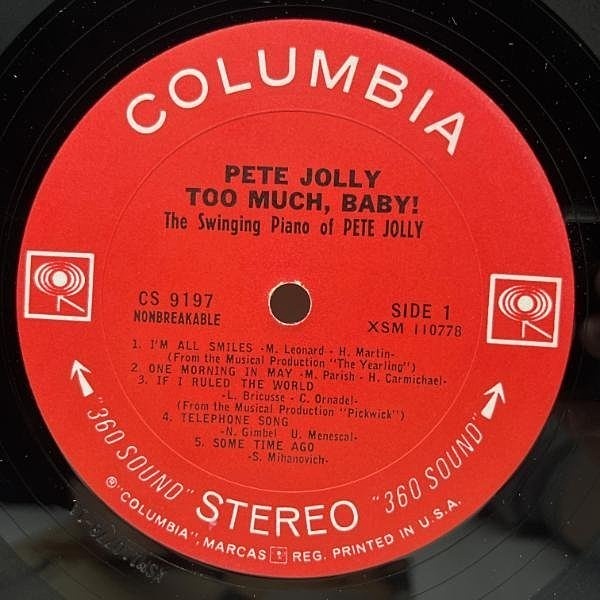 COLUMBIA
PETE JOLLY
TOO MUCH, BABY!
The Swinging Piano of PETE JOLLY
CS 9197
NONBREAKABLE
SIDE 1
XSM 110778
1. I'M ALL SMILES -M. Leonard - H. Martin-
(From the Musical Production "The Yearling")
2. ONE MORNING IN MAY -M. Parish - H. Carmichael-
3. IF I RULED THE WORLD
-L. Bricusse - C. Ornadel-
(From the Musical Production "Pickwick")
4. TELEPHONE SONG
-N. Gimbel U. Menescal-
5. SOME TIME AGO
-S. Mihanovich-
"360 SOUND" STEREO "360 SOUND"
® "COLUMBIA", MARCAS REG. PRINTED IN U.S.A.